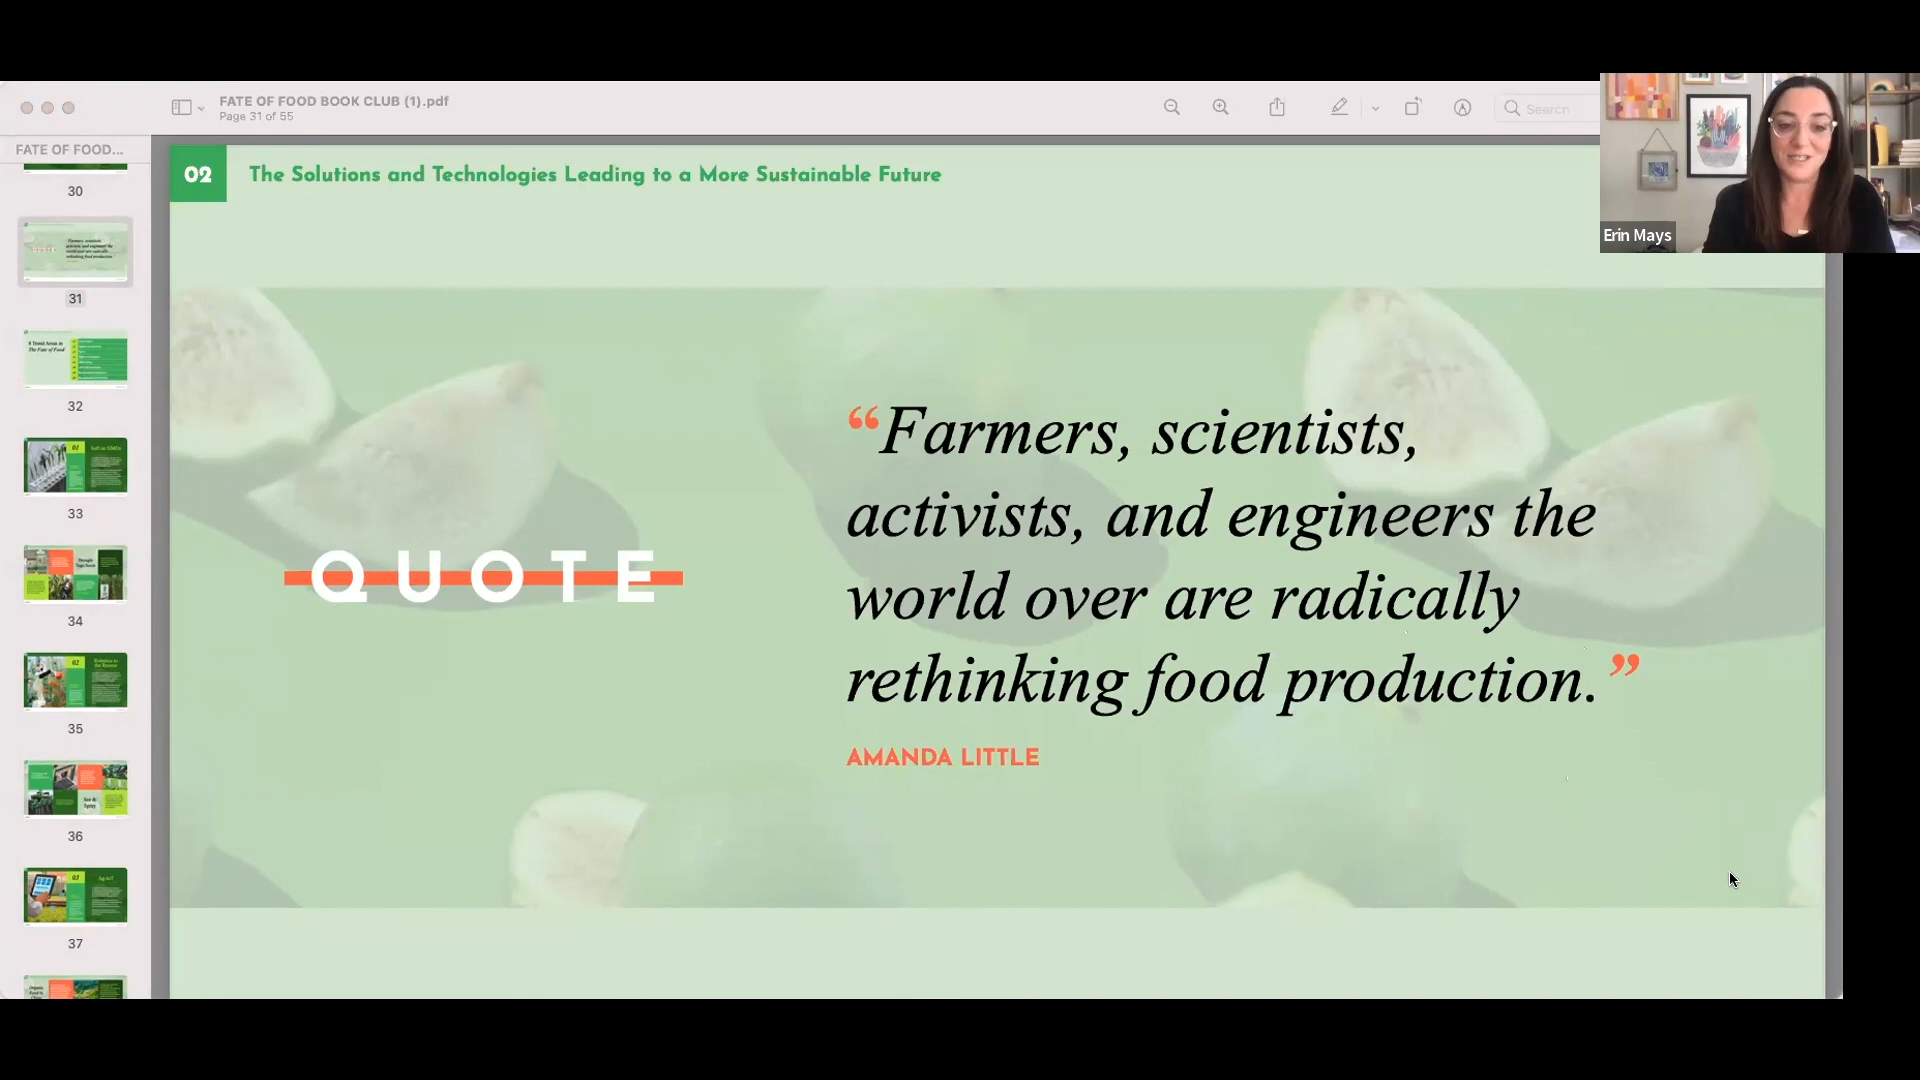 FATE OF FOOD BOOK CLUB (1).pdf
Page 31 of 55
Search
Erin Mays
FATE OF FOOD...
30
31
32
33
34
35
36
37
02
The Solutions and Technologies Leading to a More Sustainable Future
QUOTE
“Farmers, scientists,
activists, and engineers the
world over are radically
rethinking food production.”
AMANDA LITTLE